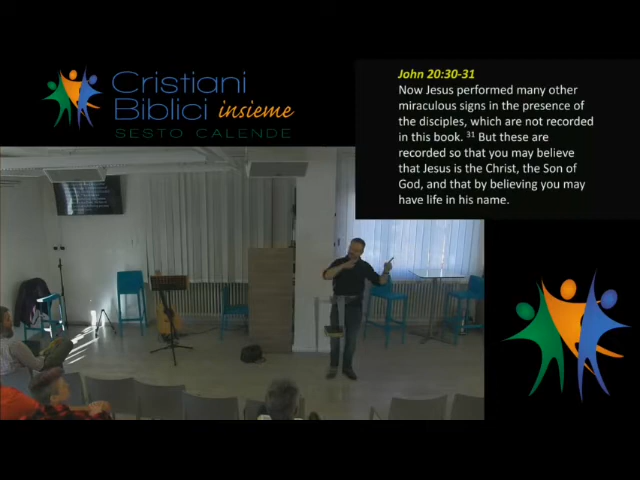 Cristiani
Biblici insieme
SESTO CALENDE
John 20:30-31
Now Jesus performed many other
miraculous signs in the presence of
the disciples, which are not recorded
in this book. 31 But these are
recorded so that you may believe
that Jesus is the Christ, the Son of
God, and that by believing you may
have life in his name.